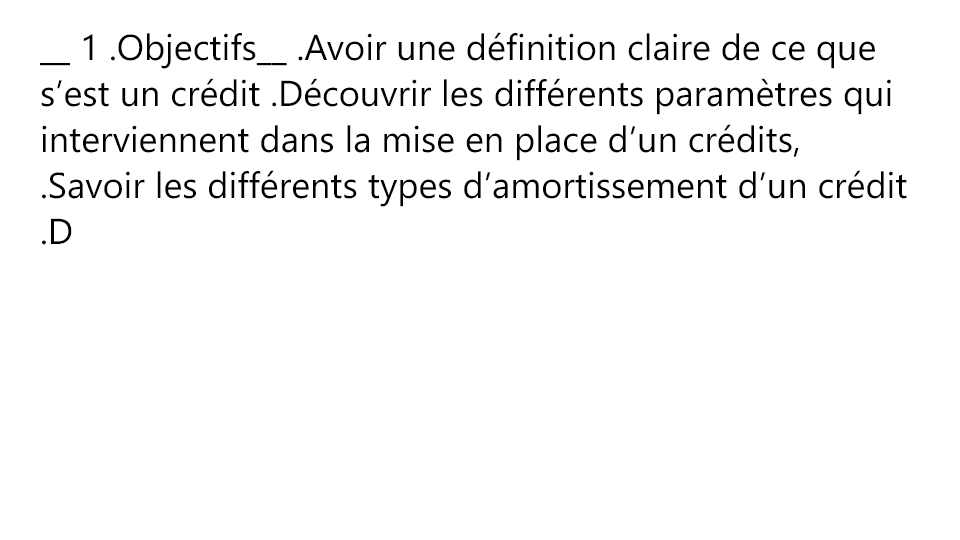 __ 1 .Objectifs__ .Avoir une définition claire de ce que
s’est un crédit .Découvrir les différents paramètres qui
interviennent dans la mise en place d’un crédits,
.Savoir les différents types d’amortissement d’un crédit
.D